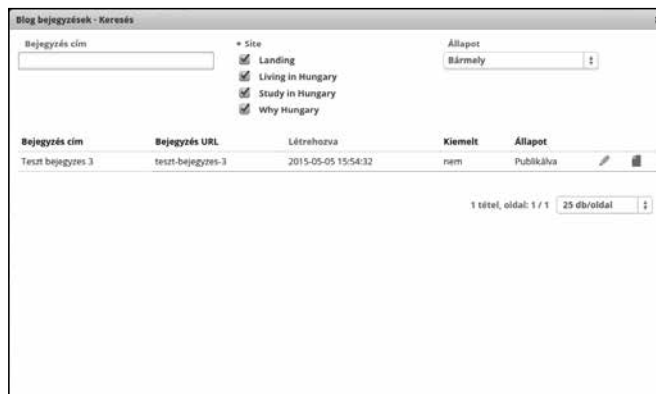 Blog bejegyzések - Keresés
Bejegyzés cím
Site
Állapot
Landing
Bármely
Living in Hungary
Study in Hungary
Why Hungary
Bejegyzés cím Bejegyzés URL Létrehozva Kiemelt Állapot
Teszt bejegyzes 3 teszt-bejegyzes-3 2015-05-05 15:54:32 nem Publikálva
1 tétel, oldal: 1 / 1 25 db/oldal